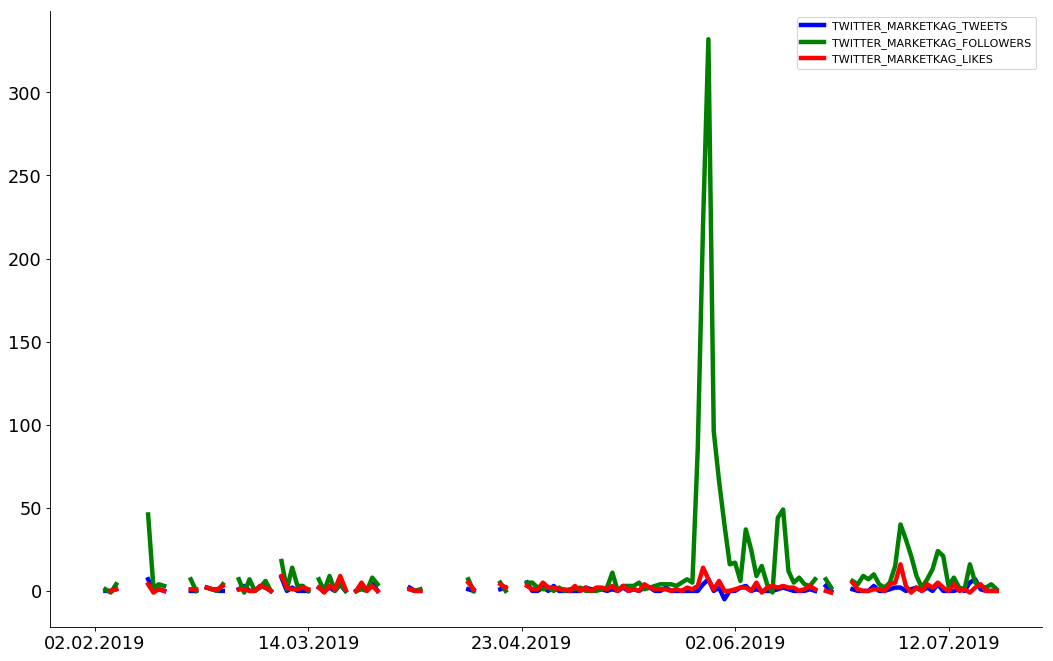 TWITTER_MARKETKAG_TWEETS
TWITTER_MARKETKAG_FOLLOWERS
TWITTER_MARKETKAG_LIKES
300
250
200
150
100
50
0
02.02.2019 14.03.2019 23.04.2019 02.06.2019 12.07.2019